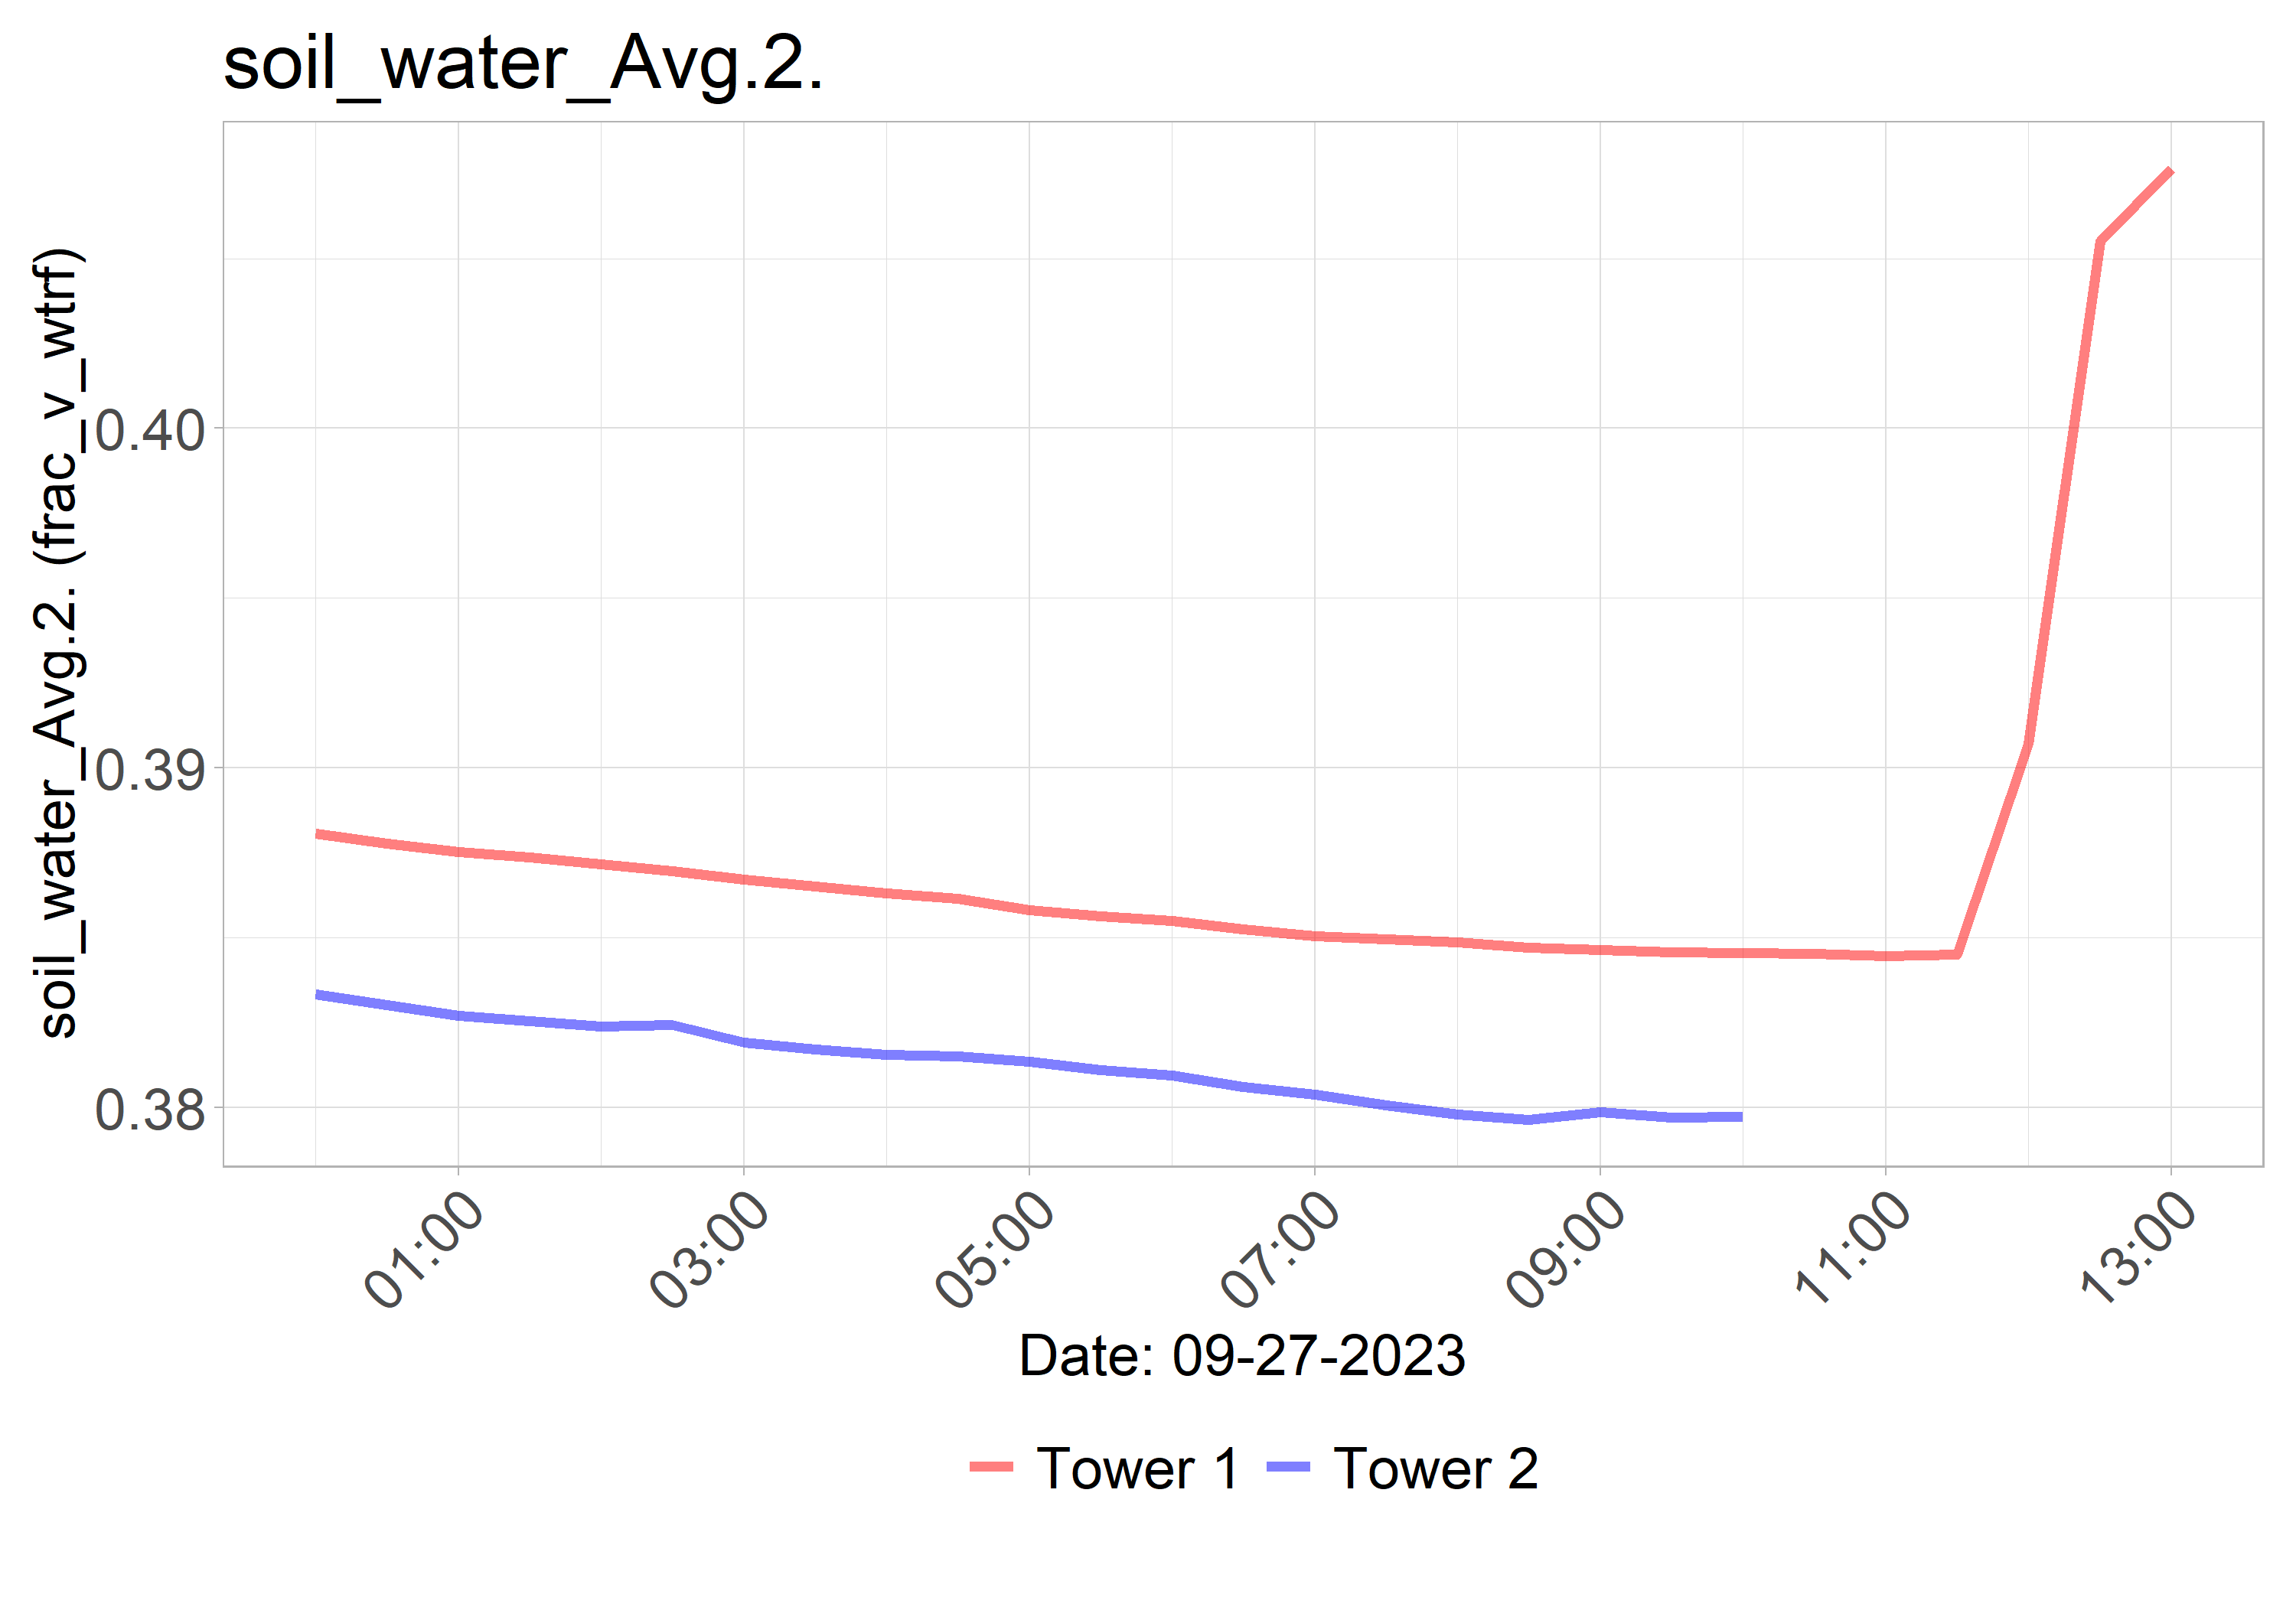 soil_water_Avg.2.
soil_water_Avg.2. (frac_v_wtrf)
0.40
0.39
0.38
01:00 03:00 05:00 07:00 09:00 11:00 13:00
Date: 09-27-2023
Tower 1 Tower 2